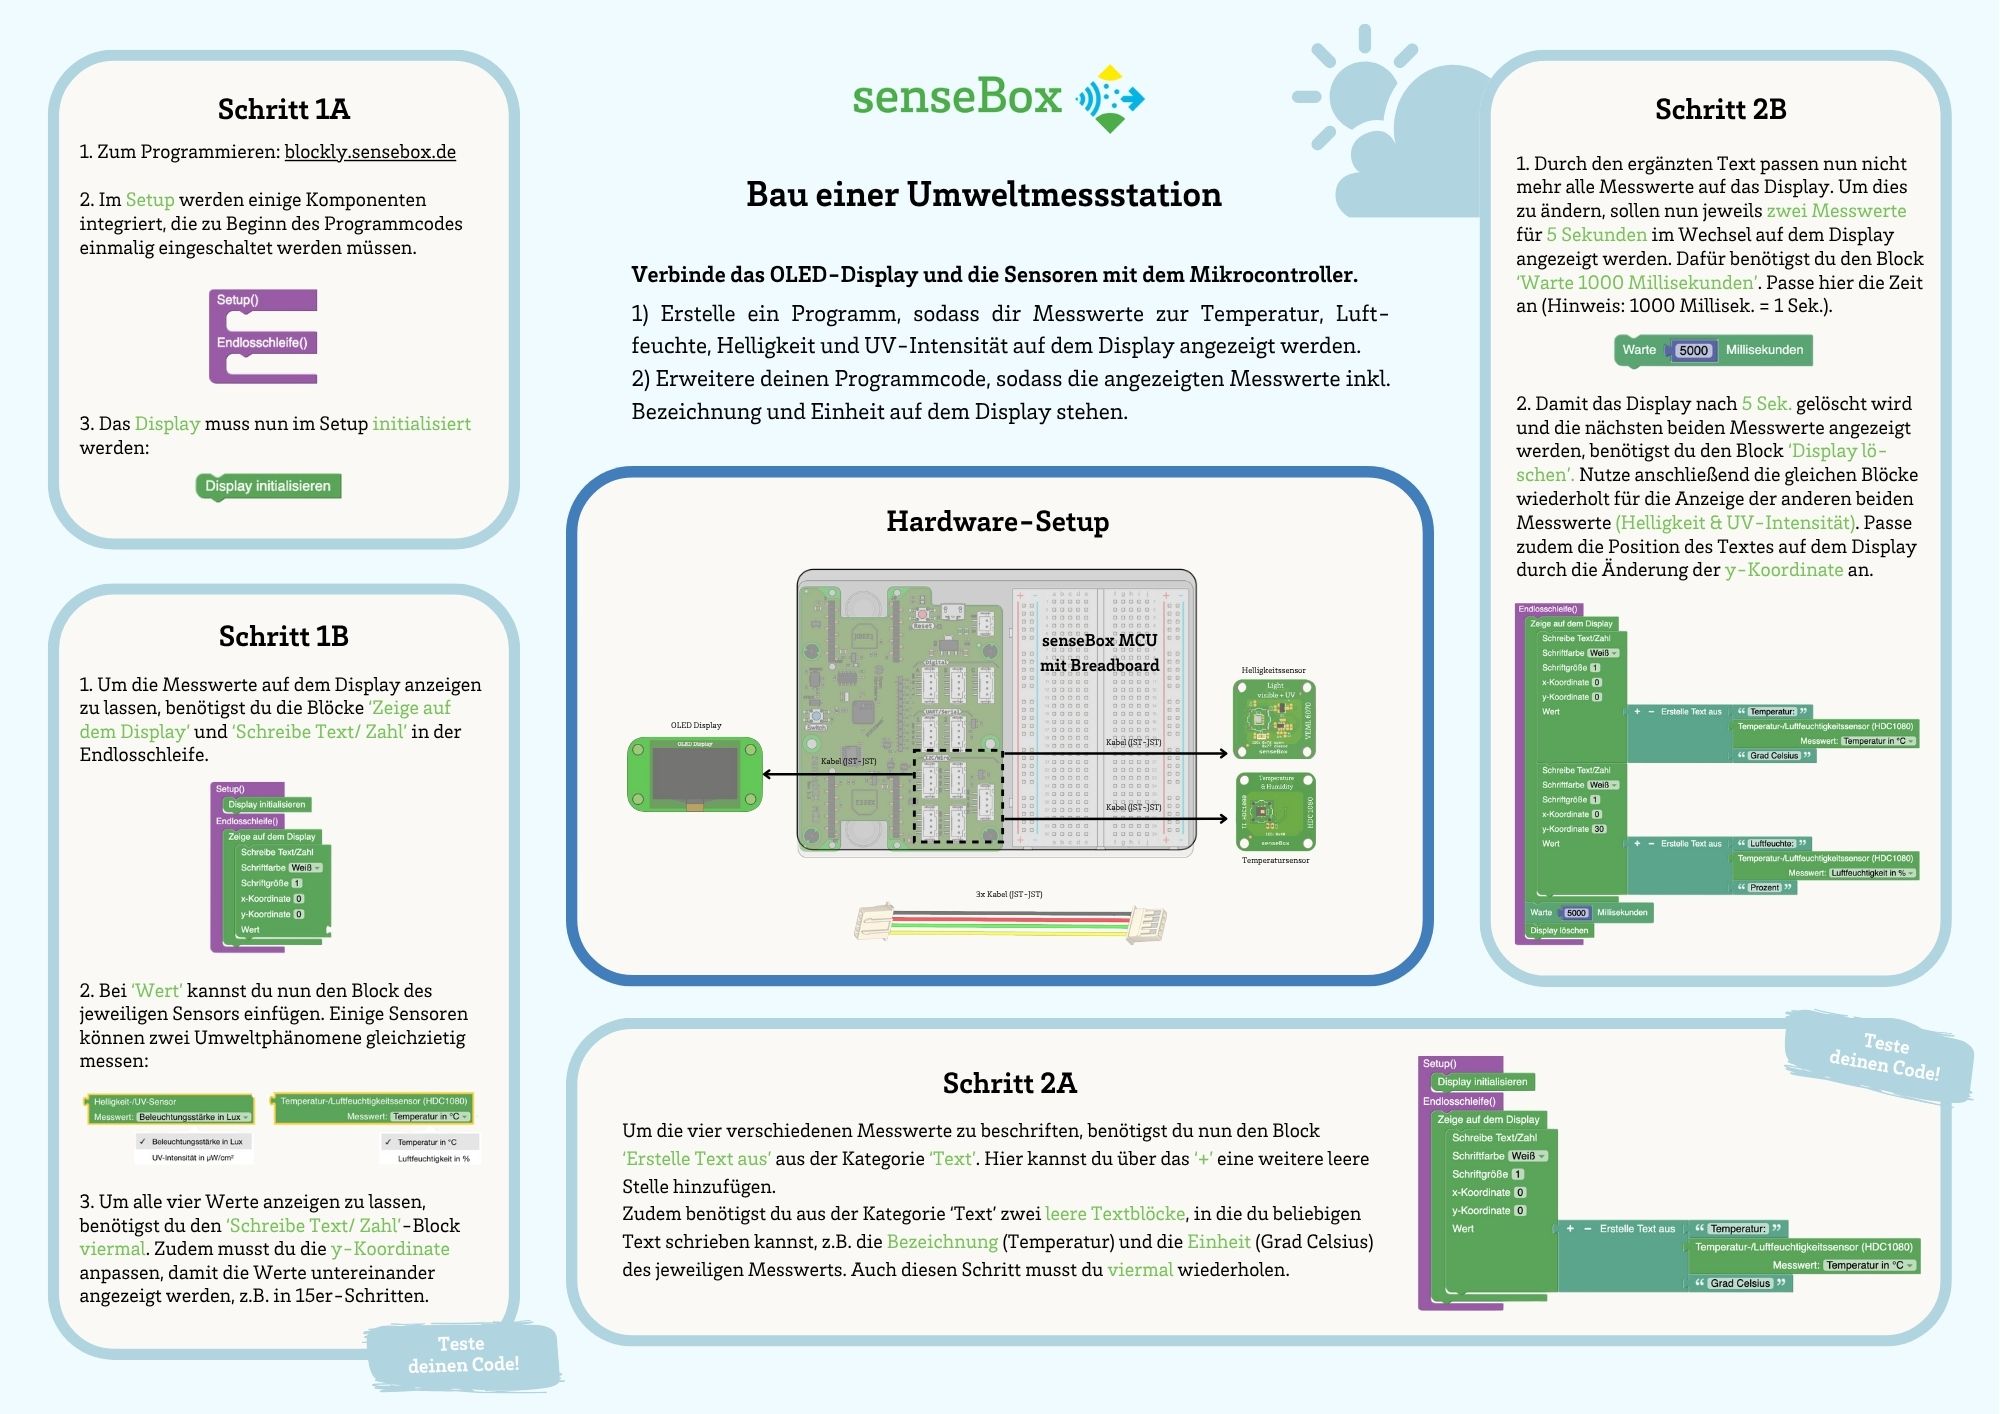 senseBox
Bau einer Umweltmessstation
Verbinde das OLED-Display und die Sensoren mit dem Mikrocontroller.
1) Erstelle ein Programm, sodass dir Messwerte zur Temperatur, Luft-
feuchte, Helligkeit und UV-Intensität auf dem Display angezeigt werden.
2) Erweitere deinen Programmcode, sodass die angezeigten Messwerte inkl.
Bezeichnung und Einheit auf dem Display stehen.
Schritt 1A
1. Zum Programmieren: blockly.sensebox.de
2. Im Setup werden einige Komponenten
integriert, die zu Beginn des Programmcodes
einmalig eingeschaltet werden müssen.
Setup()
Endlosschleife()
3. Das Display muss nun im Setup initialisiert
werden:
Display initialisieren
Schritt 1B
1. Um die Messwerte auf dem Display anzeigen
zu lassen, benötigst du die Blöcke ‘Zeige auf
dem Display’ und ‘Schreibe Text/ Zahl’ in der
Endlosschleife.
Setup()
Display initialisieren
Endlosschleife()
Zeige auf dem Display
Schreibe Text/Zahl
Schriftfarbe Weiß
Schriftgröße 1
x-Koordinate 0
y-Koordinate 0
Wert
2. Bei ‘Wert’ kannst du nun den Block des
jeweiligen Sensors einfügen. Einige Sensoren
können zwei Umweltphänomene gleichzietig
messen:
Helligkeit-/UV-Sensor
Messwert: Beleuchtungsstärke in Lux
✓ Beleuchtungsstärke in Lux
UV-Intensität in µW/cm²
Temperatur-/Luftfeuchtigkeitssensor (HDC1080)
Messwert: Temperatur in °C
✓ Temperatur in °C
Luftfeuchtigkeit in %
3. Um alle vier Werte anzeigen zu lassen,
benötigst du den ‘Schreibe Text/ Zahl’-Block
viermal. Zudem musst du die y-Koordinate
anpassen, damit die Werte untereinander
angezeigt werden, z.B. in 15er-Schritten.
Teste
deinen Code!
Hardware-Setup
senseBox MCU
mit Breadboard
Reset
Digital
UART/Serial
I2C/Wire
Switch
OLED Display
OLED Display
Kabel (JST-JST)
Kabel (JST-JST)
Kabel (JST-JST)
Helligkeitssensor
Light
visible + UV
VEML 6070
senseBox
Temperature
& Humidity
HDC1080
senseBox
Temperatursensor
3x Kabel (JST-JST)
Schritt 2A
Um die vier verschiedenen Messwerte zu beschriften, benötigst du nun den Block
‘Erstelle Text aus’ aus der Kategorie ‘Text’. Hier kannst du über das ‘+’ eine weitere leere
Stelle hinzufügen.
Zudem benötigst du aus der Kategorie ‘Text’ zwei leere Textblöcke, in die du beliebigen
Text schrieben kannst, z.B. die Bezeichnung (Temperatur) und die Einheit (Grad Celsius)
des jeweiligen Messwerts. Auch diesen Schritt musst du viermal wiederholen.
Setup()
Display initialisieren
Endlosschleife()
Zeige auf dem Display
Schreibe Text/Zahl
Schriftfarbe Weiß
Schriftgröße 1
x-Koordinate 0
y-Koordinate 0
Wert + − Erstelle Text aus “ Temperatur: ”
Temperatur-/Luftfeuchtigkeitssensor (HDC1080)
Messwert: Temperatur in °C
“ Grad Celsius ”
Teste
deinen Code!
Schritt 2B
1. Durch den ergänzten Text passen nun nicht
mehr alle Messwerte auf das Display. Um dies
zu ändern, sollen nun jeweils zwei Messwerte
für 5 Sekunden im Wechsel auf dem Display
angezeigt werden. Dafür benötigst du den Block
‘Warte 1000 Millisekunden’. Passe hier die Zeit
an (Hinweis: 1000 Millisek. = 1 Sek.).
Warte 5000 Millisekunden
2. Damit das Display nach 5 Sek. gelöscht wird
und die nächsten beiden Messwerte angezeigt
werden, benötigst du den Block ‘Display lö-
schen’. Nutze anschließend die gleichen Blöcke
wiederholt für die Anzeige der anderen beiden
Messwerte (Helligkeit & UV-Intensität). Passe
zudem die Position des Textes auf dem Display
durch die Änderung der y-Koordinate an.
Endlosschleife()
Zeige auf dem Display
Schreibe Text/Zahl
Schriftfarbe Weiß
Schriftgröße 1
x-Koordinate 0
y-Koordinate 0
Wert + − Erstelle Text aus “ Temperatur: ”
Temperatur-/Luftfeuchtigkeitssensor (HDC1080)
Messwert: Temperatur in °C
“ Grad Celsius ”
Schreibe Text/Zahl
Schriftfarbe Weiß
Schriftgröße 1
x-Koordinate 0
y-Koordinate 30
Wert + − Erstelle Text aus “ Luftfeuchte: ”
Temperatur-/Luftfeuchtigkeitssensor (HDC1080)
Messwert: Luftfeuchtigkeit in %
“ Prozent ”
Warte 5000 Millisekunden
Display löschen